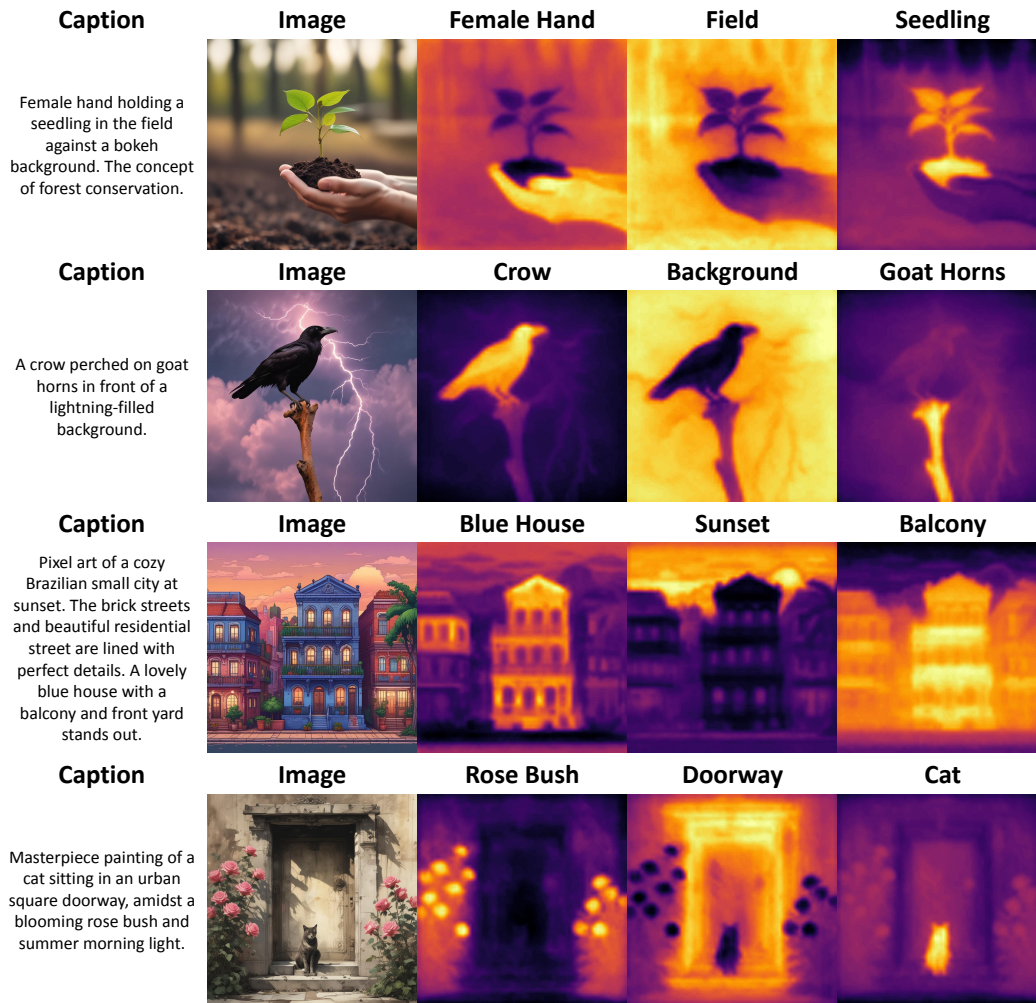 Caption Image Female Hand Field Seedling
Female hand holding a
seedling in the field
against a bokeh
background. The concept
of forest conservation.
Caption Image Crow Background Goat Horns
A crow perched on goat
horns in front of a
lightning-filled
background.
Caption Image Blue House Sunset Balcony
Pixel art of a cozy
Brazilian small city at
sunset. The brick streets
and beautiful residential
street are lined with
perfect details. A lovely
blue house with a
balcony and front yard
stands out.
Caption Image Rose Bush Doorway Cat
Masterpiece painting of a
cat sitting in an urban
square doorway, amidst a
blooming rose bush and
summer morning light.